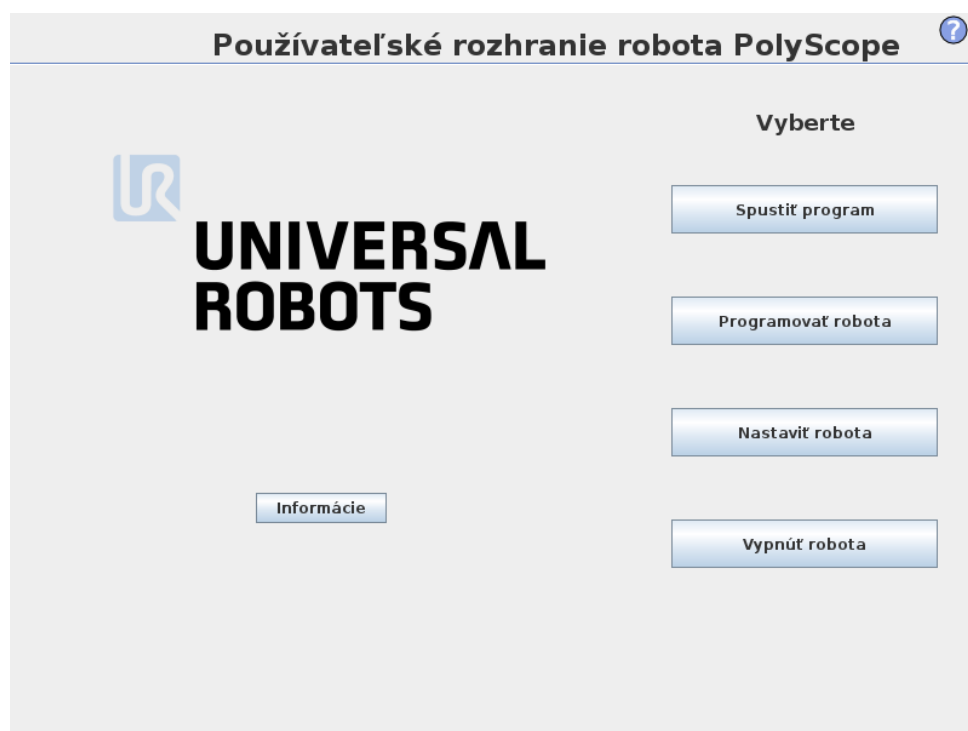 Používateľské rozhranie robota PolyScope
?
Vyberte
UR
UNIVERSAL
ROBOTS
Spustiť program
Programovať robota
Nastaviť robota
Informácie
Vypnúť robota